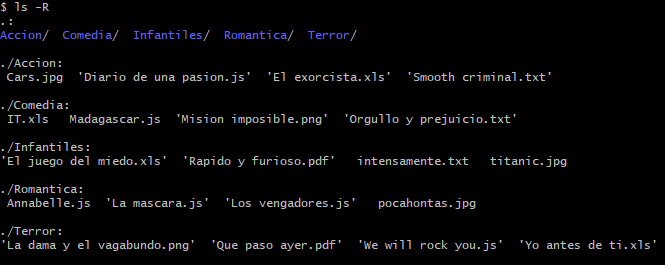 $ ls -R
.:
Accion/  Comedia/  Infantiles/  Romantica/  Terror/
./Accion:
 Cars.jpg  'Diario de una pasion.js'  'El exorcista.xls'  'Smooth criminal.txt'
./Comedia:
 IT.xls   Madagascar.js  'Mision imposible.png'  'Orgullo y prejuicio.txt'
./Infantiles:
'El juego del miedo.xls'  'Rapido y furioso.pdf'   intensamente.txt   titanic.jpg
./Romantica:
 Annabelle.js  'La mascara.js'  'Los vengadores.js'   pocahontas.jpg
./Terror:
'La dama y el vagabundo.png'  'Que paso ayer.pdf'  'We will rock you.js'  'Yo antes de ti.xls'